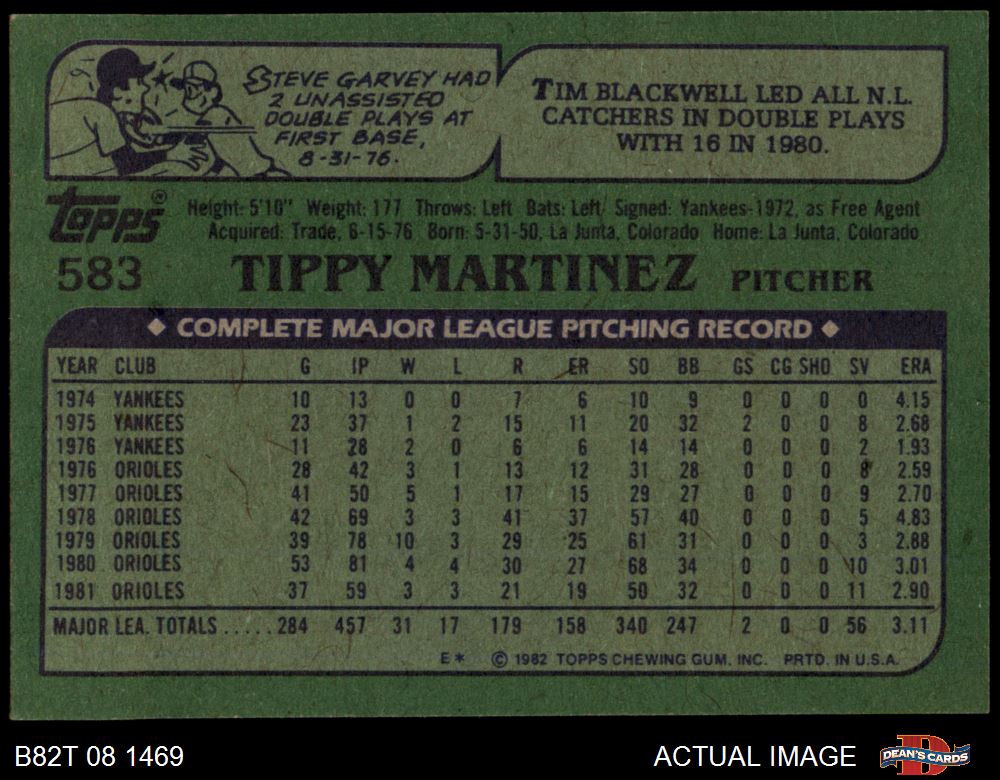 STEVE GARVEY HAD
2 UNASSISTED
DOUBLE PLAYS AT
FIRST BASE,
8-31-76.
TIM BLACKWELL LED ALL N.L.
CATCHERS IN DOUBLE PLAYS
WITH 16 IN 1980.
TOPPS®
Height: 5'10" Weight: 177 Throws: Left Bats: Left Signed: Yankees-1972, as Free Agent
Acquired: Trade, 6-15-76 Born: 5-31-50, La Junta, Colorado Home: La Junta, Colorado
583 TIPPY MARTINEZ PITCHER
◆ COMPLETE MAJOR LEAGUE PITCHING RECORD ◆
YEAR CLUB G IP W L R ER SO BB GS CG SHO SV ERA
1974 YANKEES 10 13 0 0 7 6 10 9 0 0 0 0 4.15
1975 YANKEES 23 37 1 2 15 11 20 32 2 0 0 8 2.68
1976 YANKEES 11 28 2 0 6 6 14 14 0 0 0 2 1.93
1976 ORIOLES 28 42 3 1 13 12 31 28 0 0 0 8 2.59
1977 ORIOLES 41 50 5 1 17 15 29 27 0 0 0 9 2.70
1978 ORIOLES 42 69 3 3 41 37 57 40 0 0 0 5 4.83
1979 ORIOLES 39 78 10 3 29 25 61 31 0 0 0 3 2.88
1980 ORIOLES 53 81 4 4 30 27 68 34 0 0 0 10 3.01
1981 ORIOLES 37 59 3 3 21 19 50 32 0 0 0 11 2.90
MAJOR LEA. TOTALS.....284 457 31 17 179 158 340 247 2 0 0 56 3.11
E* © 1982 TOPPS CHEWING GUM, INC. PRTD. IN U.S.A.
B82T 08 1469 ACTUAL IMAGE DEAN'S CARDS